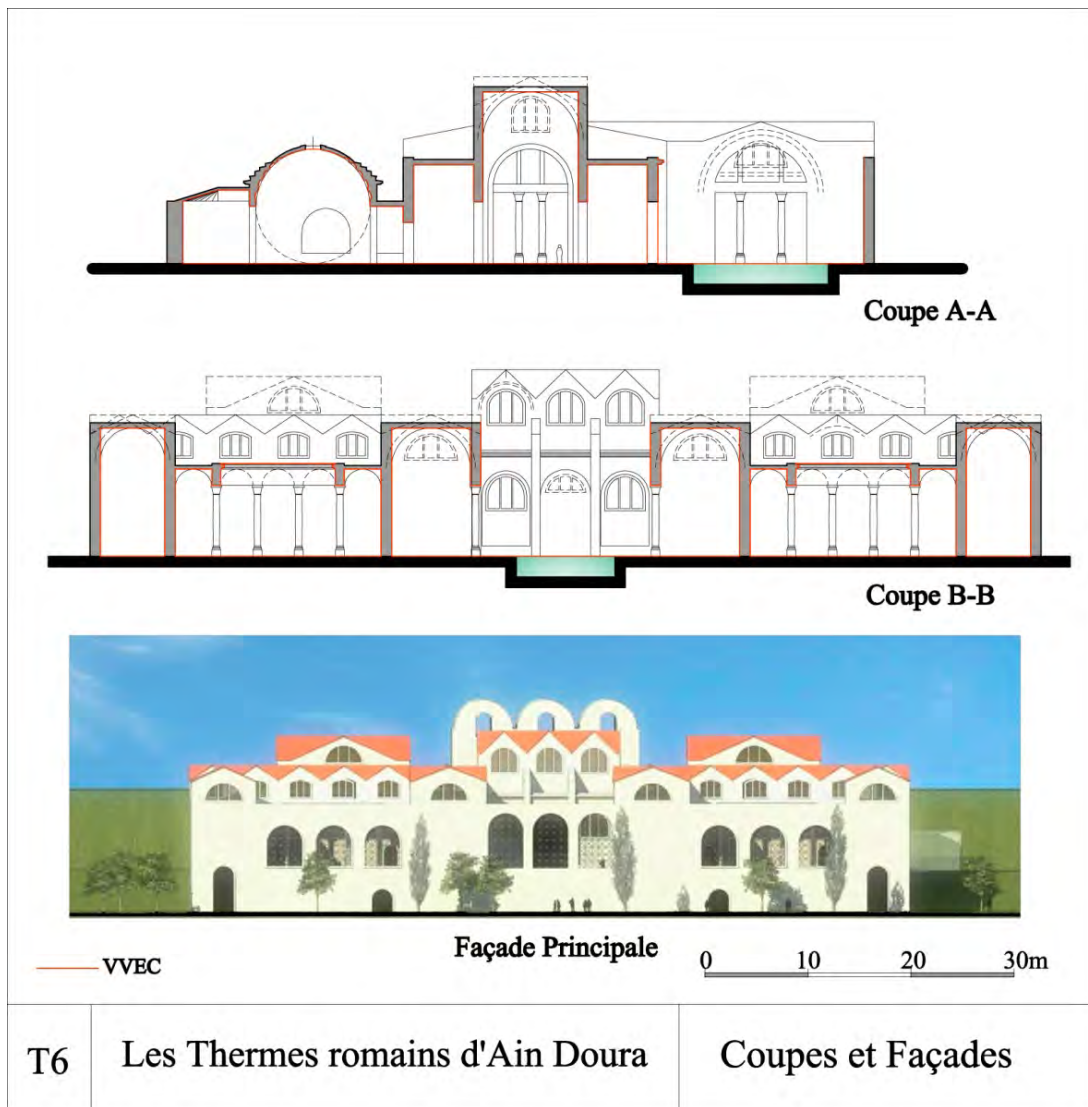 Coupe A-A
Coupe B-B
Façade Principale
VVEC
0 10 20 30m
T6
Les Thermes romains d'Ain Doura
Coupes et Façades